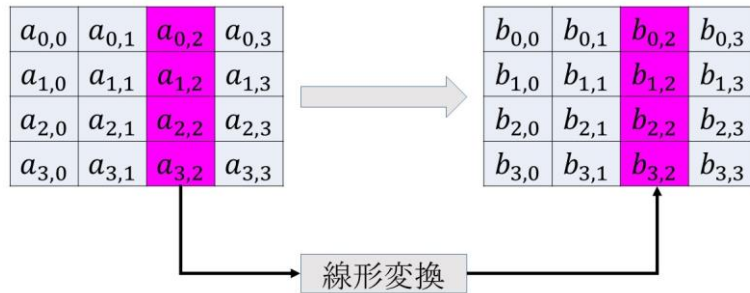 a0,0 a0,1 a0,2 a0,3 b0,0 b0,1 b0,2 b0,3
a1,0 a1,1 a1,2 a1,3 b1,0 b1,1 b1,2 b1,3
a2,0 a2,1 a2,2 a2,3 b2,0 b2,1 b2,2 b2,3
a3,0 a3,1 a3,2 a3,3 b3,0 b3,1 b3,2 b3,3
線形変換